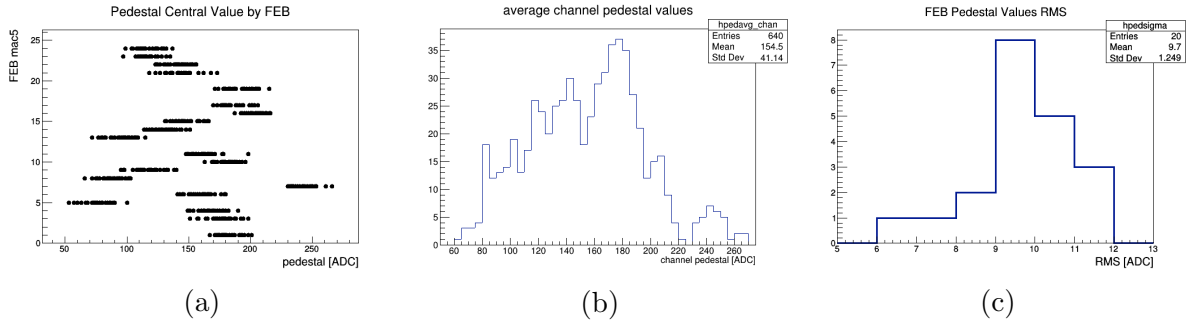 Pedestal Central Value by FEB
FEB mac5
25
20
15
10
5
0
50
100
150
200
250
pedestal [ADC]
(a)
average channel pedestal values
hpedavg_chan
Entries 640
Mean 154.5
Std Dev 41.14
35
30
25
20
15
10
5
0
60 80 100 120 140 160 180 200 220 240 260
channel pedestal [ADC]
(b)
FEB Pedestal Values RMS
hpedsigma
Entries 20
Mean 9.7
Std Dev 1.249
8
7
6
5
4
3
2
1
0
5 6 7 8 9 10 11 12 13
RMS [ADC]
(c)